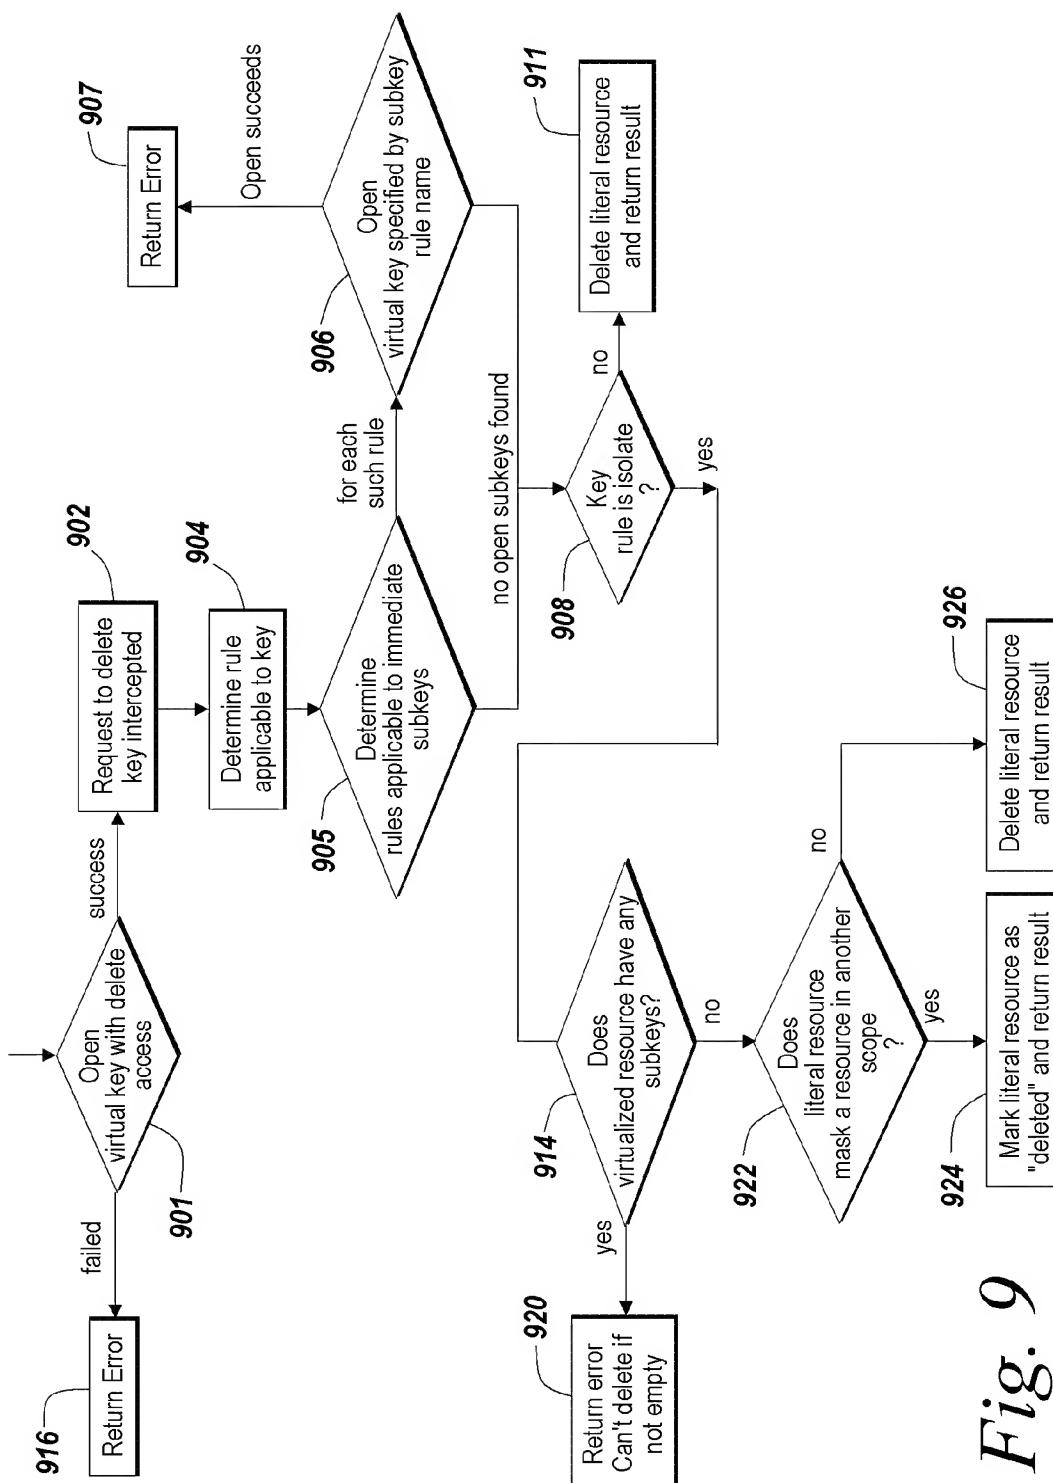 916
Return Error
failed
901
Open
virtual key with delete
access
success
902
Request to delete
key intercepted
904
Determine rule
applicable to key
905
Determine
rules applicable to immediate
subkeys
for each
such rule
906
Open
virtual key specified by subkey
rule name
Open succeeds
907
Return Error
no open subkeys found
908
Key
rule is isolate
?
no
911
Delete literal resource
and return result
yes
914
Does
virtualized resource have any
subkeys?
yes
920
Return error
Can't delete if
not empty
no
922
Does
literal resource
mask a resource in another
scope
?
yes
924
Mark literal resource as
"deleted" and return result
no
926
Delete literal resource
and return result
Fig. 9